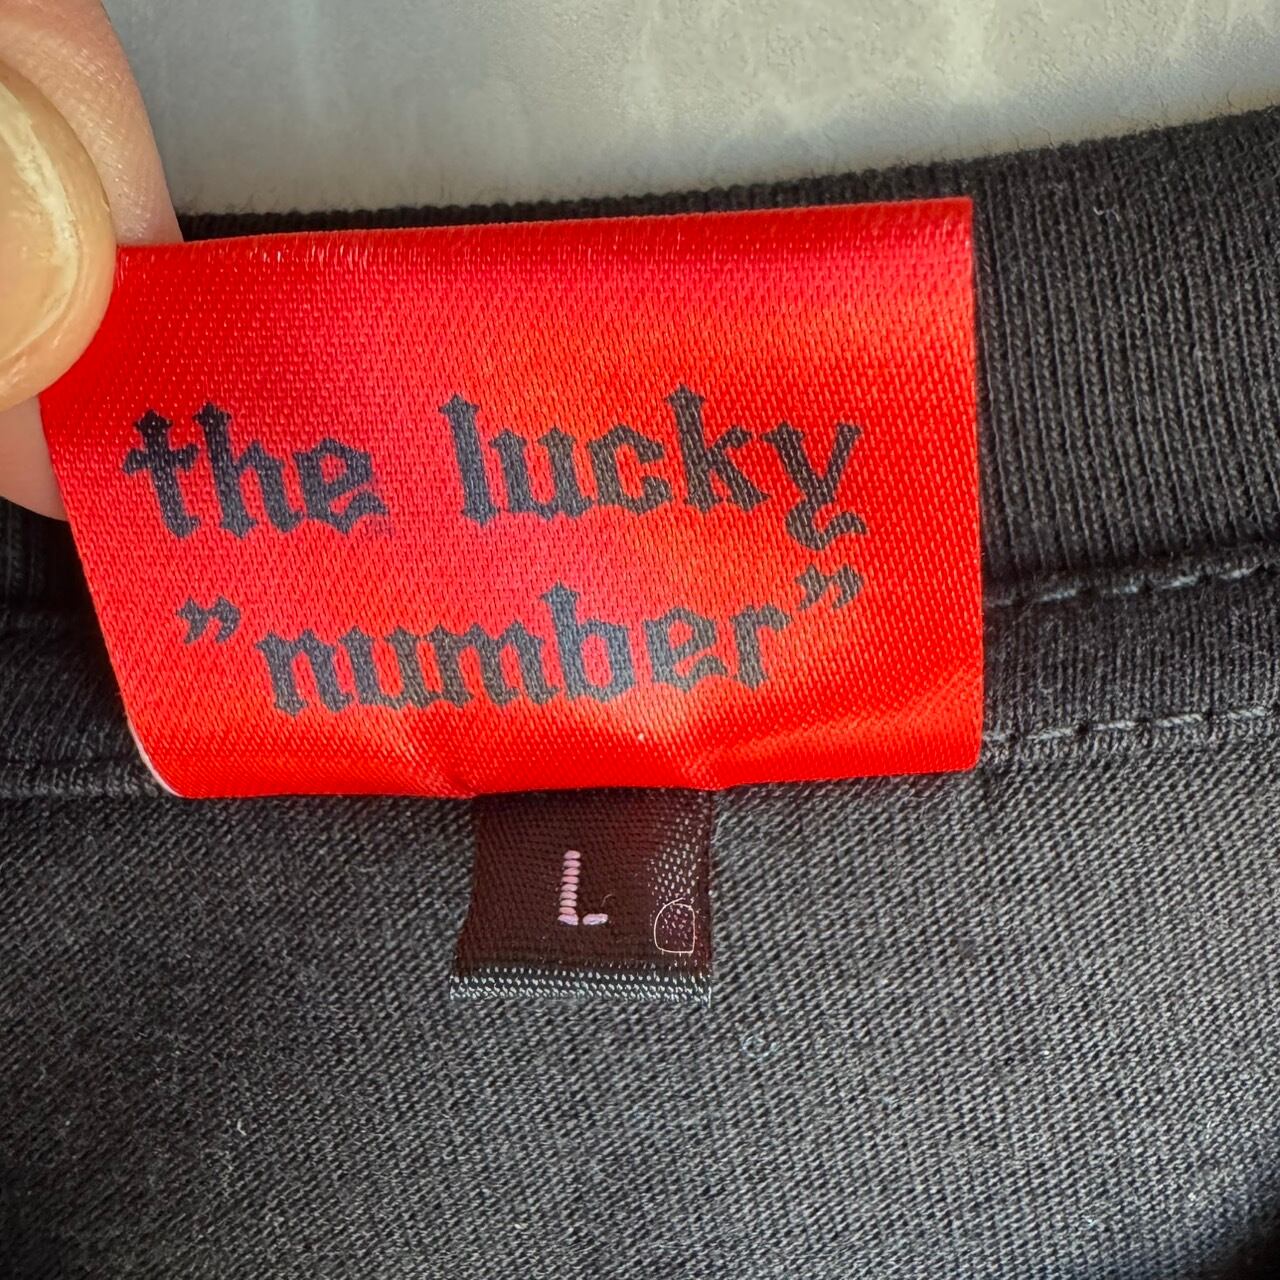 the lucky
”number”
L